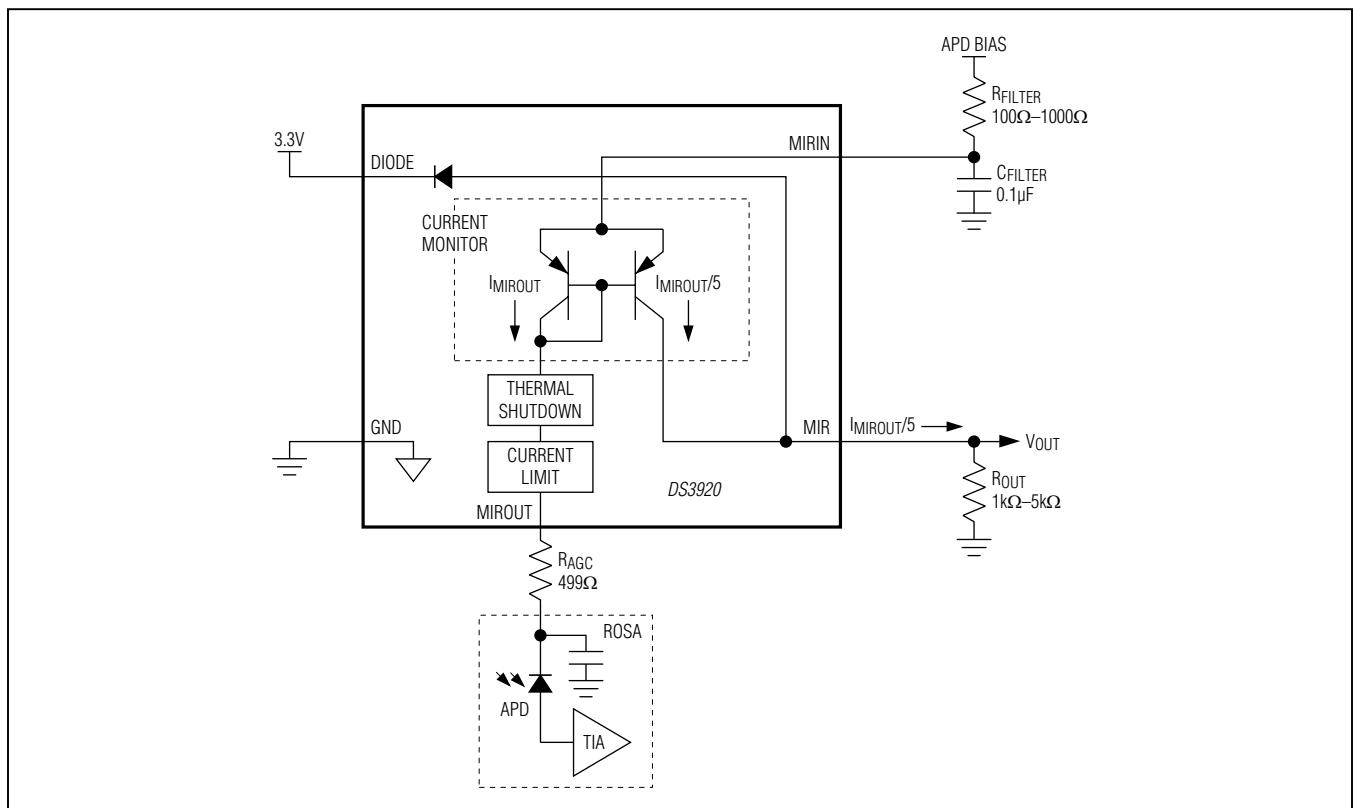 APD BIAS
RFILTER
100Ω–1000Ω
3.3V
DIODE
MIRIN
CFILTER
0.1µF
CURRENT
MONITOR
IMIROUT
IMIROUT/5
THERMAL
SHUTDOWN
GND
MIR
IMIROUT/5
VOUT
CURRENT
LIMIT
DS3920
ROUT
1kΩ–5kΩ
MIROUT
RAGC
499Ω
ROSA
APD
TIA